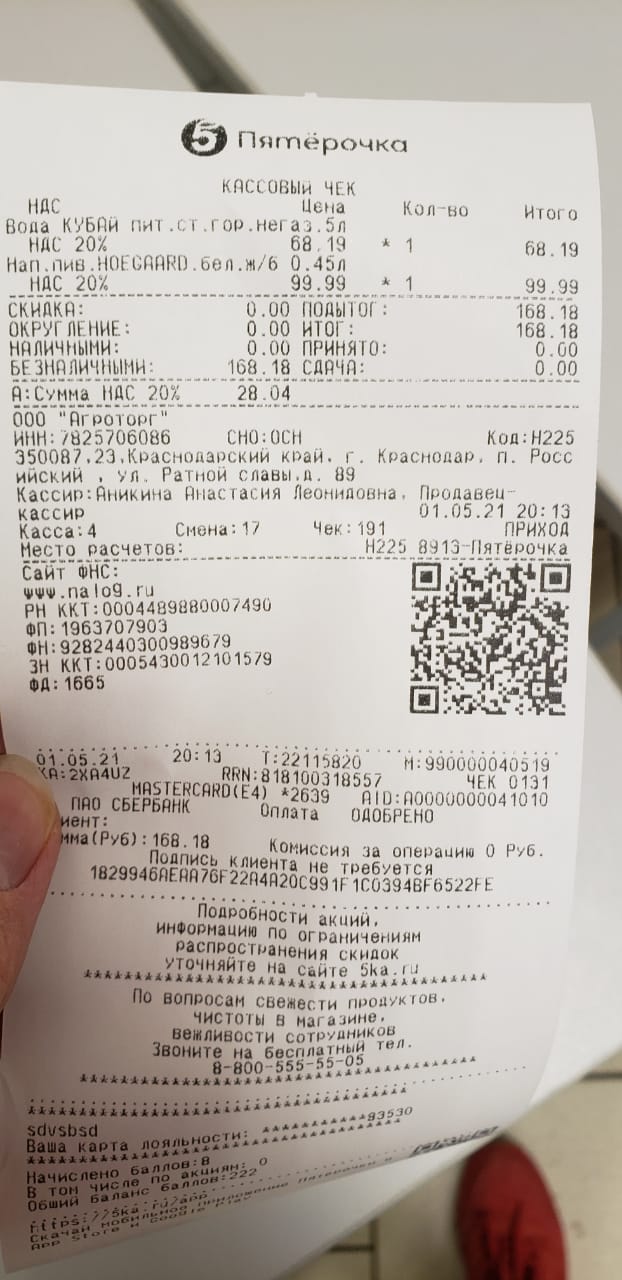 5 Пятёрочка
КАССОВЫЙ ЧЕК
НДС Цена Кол-во Итого
Вода КУБАЙ пит.ст.гор.негаз.5л
НДС 20% 68.19 * 1 68.19
Нап.пив.HOEGAARD.бел.ж/б 0.45л
НДС 20% 99.99 * 1 99.99
СКИДКА: 0.00 ПОДЫТОГ: 168.18
ОКРУГЛЕНИЕ: 0.00 ИТОГ: 168.18
НАЛИЧНЫМИ: 0.00 ПРИНЯТО: 0.00
БЕЗНАЛИЧНЫМИ: 168.18 СДАЧА: 0.00
А:Сумма НДС 20% 28.04
ООО "Агроторг"
ИНН:7825706086 СНО:ОСН Код:H225
350087,23,Краснодарский край, г. Краснодар, п. Росс
ийский , ул. Ратной славы,д. 89
Кассир:Аникина Анастасия Леонидовна, Продавец-
кассир 01.05.21 20:13
Касса:4 Смена:17 Чек:191 ПРИХОД
Место расчетов: H225 8913-Пятёрочка
Сайт ФНС:
www.nalog.ru
РН ККТ:0004489880007490
ФП:1963707903
ФН:9282440300989679
ЗН ККТ:0005430012101579
ФД:1665
01.05.21 20:13 Т:22115820 М:990000040519
КА:2XA4UZ RRN:818100318557 ЧЕК 0131
MASTERCARD(E4) *2639 AID:A0000000041010
ПАО СБЕРБАНК Оплата ОДОБРЕНО
иент:
мма(Руб):168.18 Комиссия за операцию 0 Руб.
Подпись клиента не требуется
1829946AEAA76F22A4A20C991F1C0394BF6522FE
Подробности акций,
информацию по ограничениям
распространения скидок
уточняйте на сайте 5ka.ru
По вопросам свежести продуктов,
чистоты в магазине,
вежливости сотрудников
Звоните на бесплатный тел.
8-800-555-55-05
sdvsbsd
Ваша карта лояльности: ***********93530
Начислено баллов:8
В том числе по акциям: 0
Общий баланс баллов:222
https://5ka.ru/app
Скачай мобильное приложение Пятёрочки в
App Store и Google Play